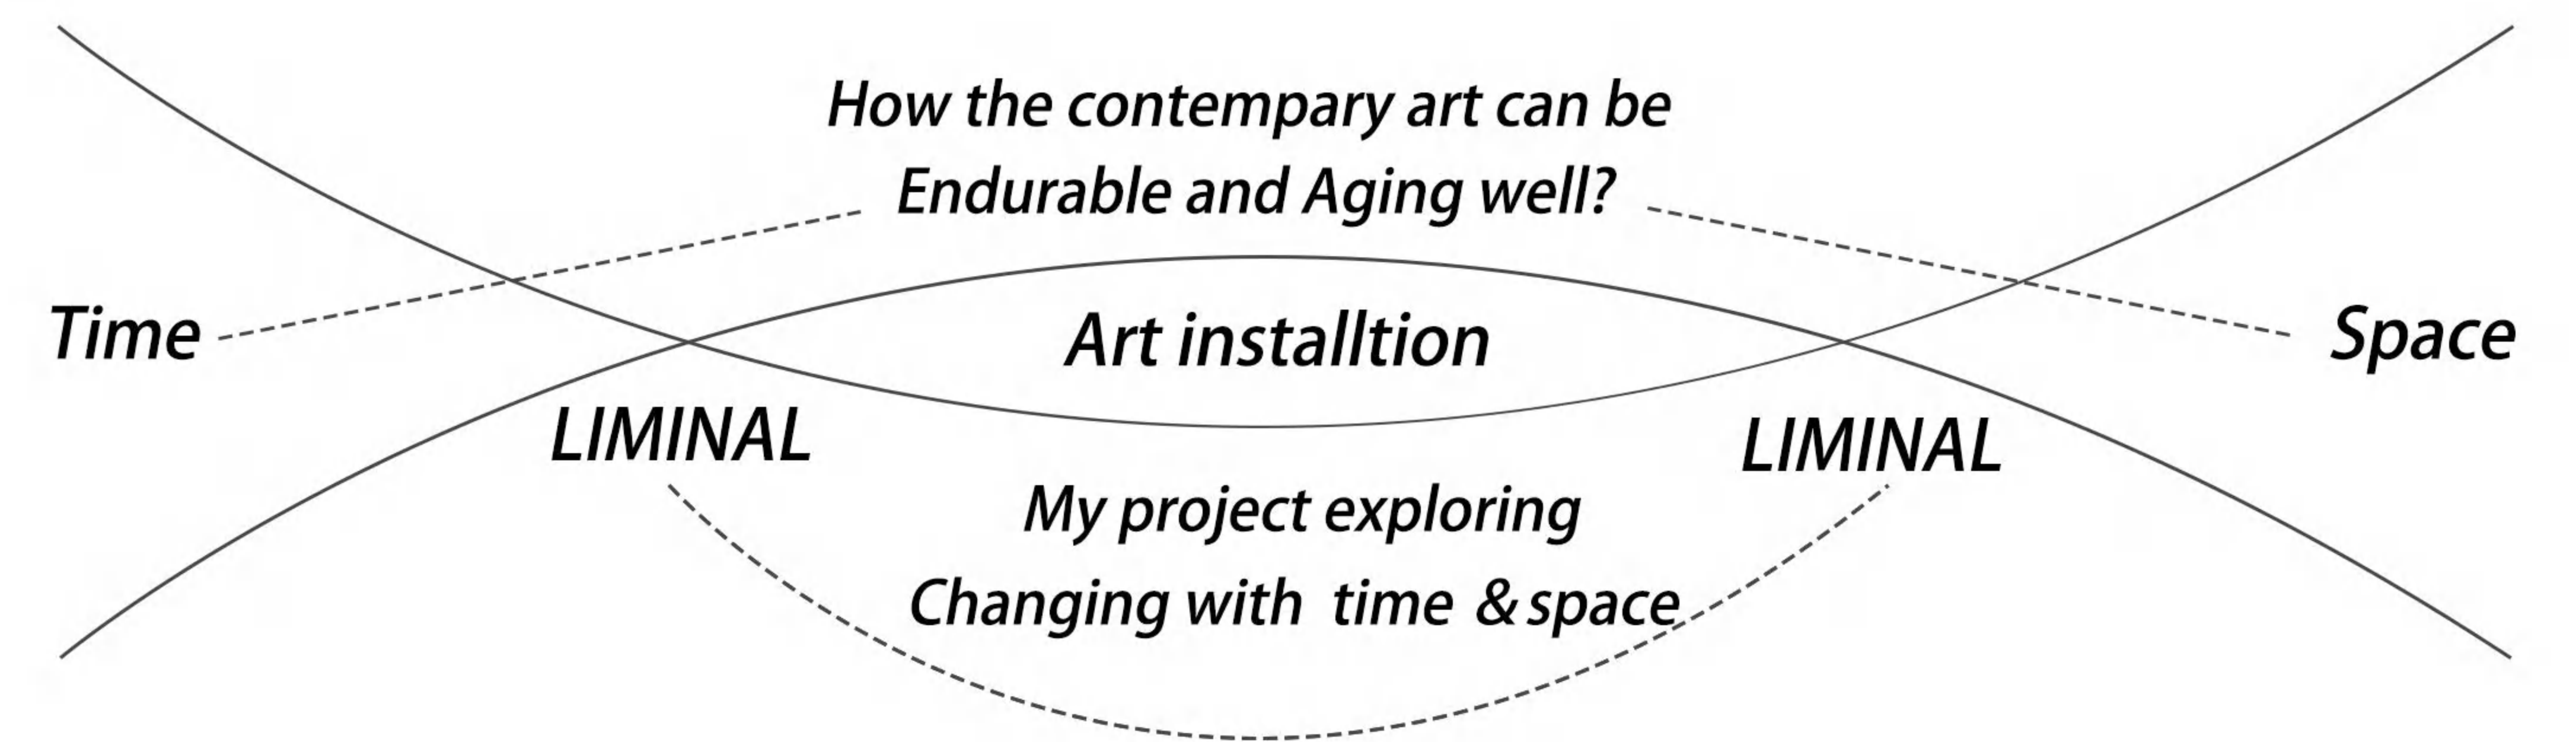 How the contempary art can be
Endurable and Aging well?
Time
Art installtion
Space
LIMINAL
LIMINAL
My project exploring
Changing with time & space